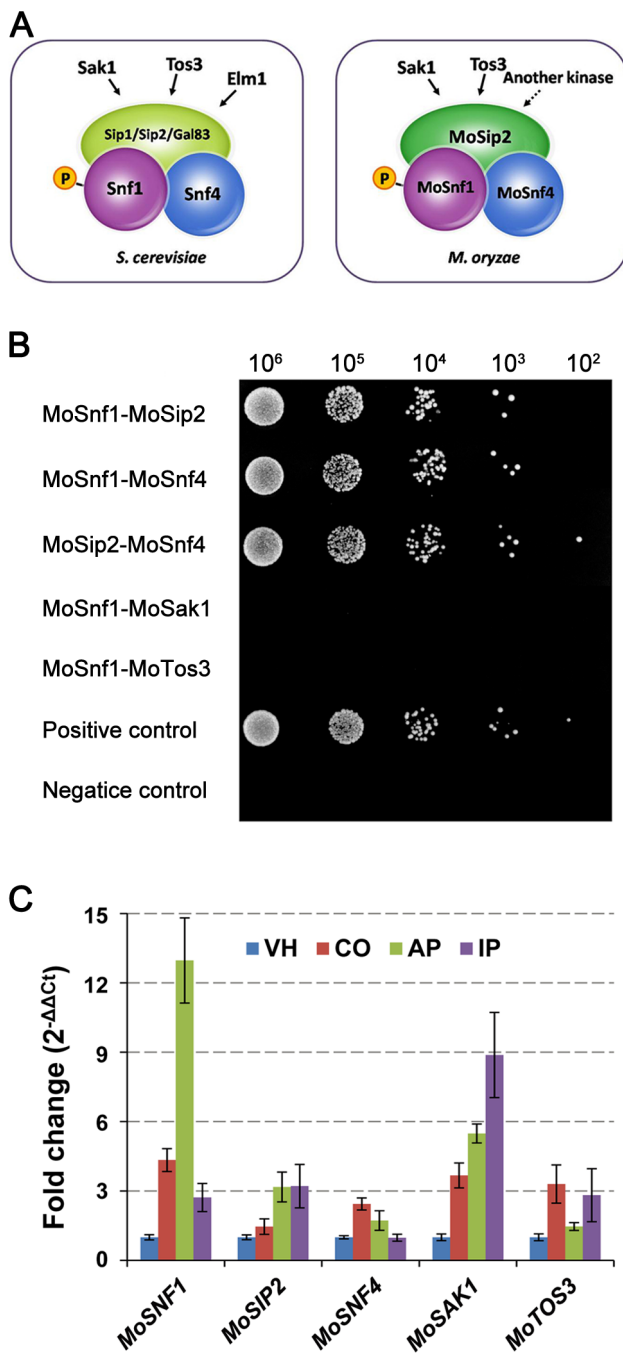 A
Sak1 Tos3 Elm1
Sip1/Sip2/Gal83
P Snf1 Snf4
S. cerevisiae
Sak1 Tos3 Another kinase
MoSip2
P MoSnf1 MoSnf4
M. oryzae
B
10⁶ 10⁵ 10⁴ 10³ 10²
MoSnf1-MoSip2
MoSnf1-MoSnf4
MoSip2-MoSnf4
MoSnf1-MoSak1
MoSnf1-MoTos3
Positive control
Negatice control
C
Fold change (2^-ΔΔCt)
15
12
9
6
3
0
VH CO AP IP
MoSNF1 MoSIP2 MoSNF4 MoSAK1 MoTOS3